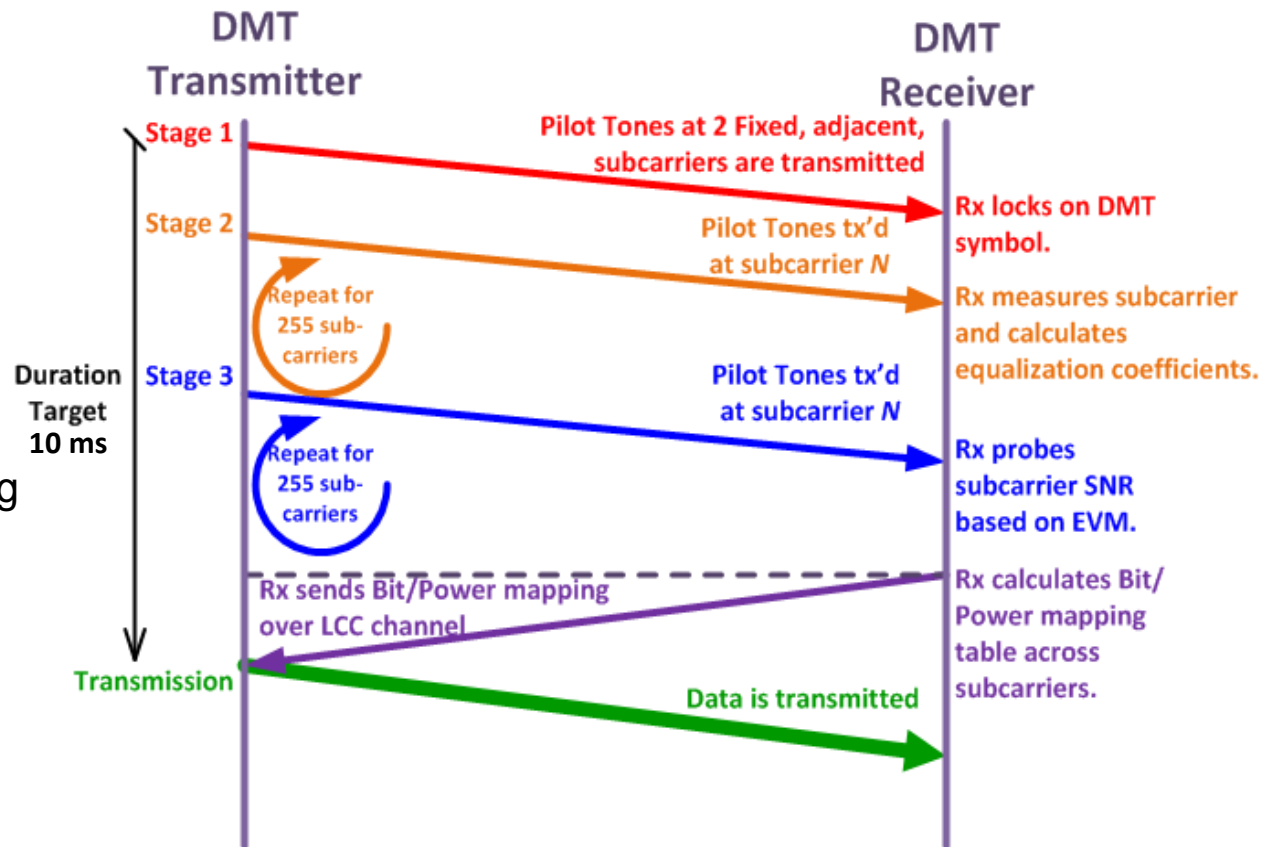 DMT
Transmitter
DMT
Receiver
Stage 1
Pilot Tones at 2 Fixed, adjacent,
subcarriers are transmitted
Rx locks on DMT
symbol.
Stage 2
Pilot Tones tx’d
at subcarrier N
Repeat for
255 sub-
carriers
Rx measures subcarrier
and calculates
equalization coefficients.
Duration
Target
10 ms
Stage 3
Pilot Tones tx’d
at subcarrier N
Repeat for
255 sub-
carriers
Rx probes
subcarrier SNR
based on EVM.
g
Rx sends Bit/Power mapping
over LCC channel
Rx calculates Bit/
Power mapping
table across
subcarriers.
Transmission
Data is transmitted